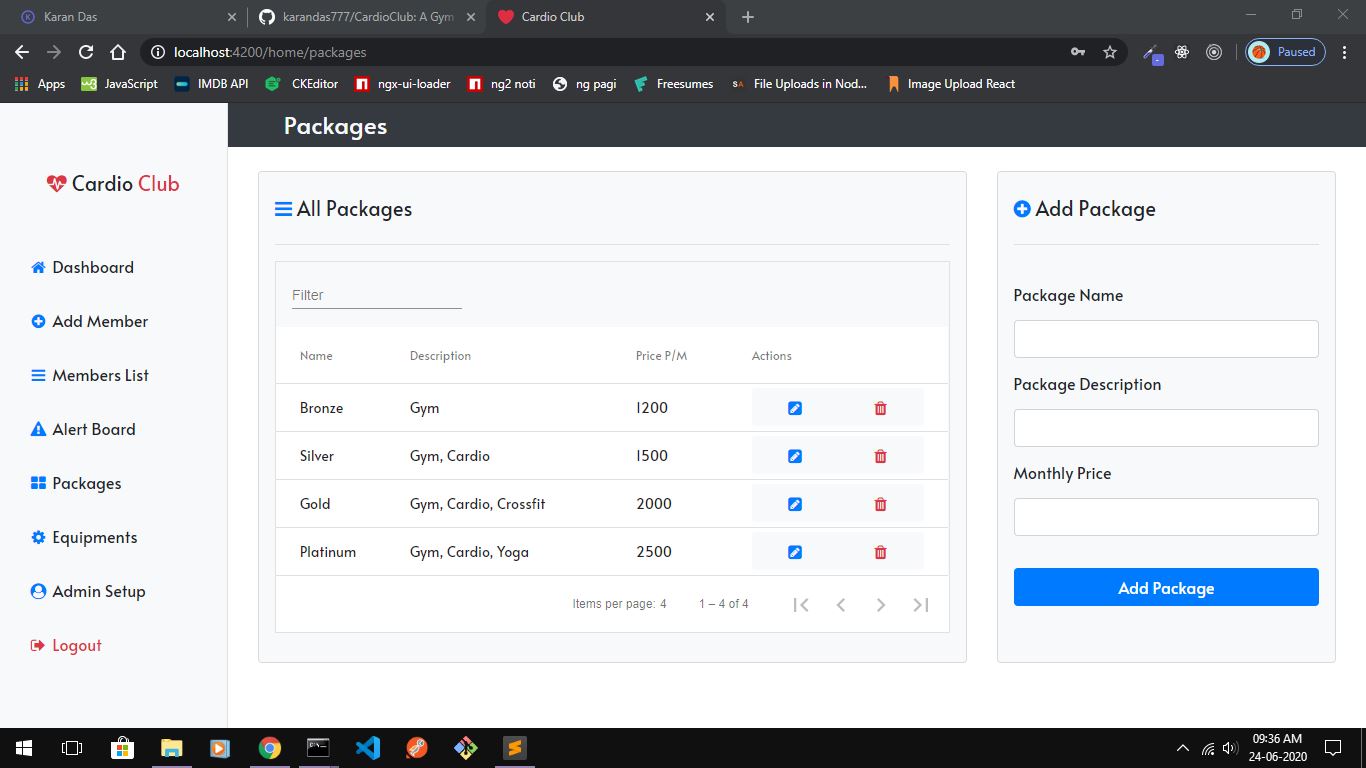 Karan Das
karandas777/CardioClub: A Gym
Cardio Club
localhost:4200/home/packages
Paused
Apps
JavaScript
IMDB API
CKEditor
ngx-ui-loader
ng2 noti
ng pagi
Freesumes
SA
File Uploads in Nod...
Image Upload React
Packages
Cardio Club
Dashboard
Add Member
Members List
Alert Board
Packages
Equipments
Admin Setup
Logout
All Packages
Filter
Name Description Price P/M Actions
Bronze Gym 1200
Silver Gym, Cardio 1500
Gold Gym, Cardio, Crossfit 2000
Platinum Gym, Cardio, Yoga 2500
Items per page: 4 1 – 4 of 4
Add Package
Package Name
Package Description
Monthly Price
Add Package
09:36 AM
24-06-2020